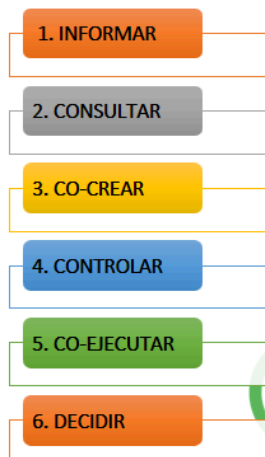 1. INFORMAR
2. CONSULTAR
3. CO-CREAR
4. CONTROLAR
5. CO-EJECUTAR
6. DECIDIR